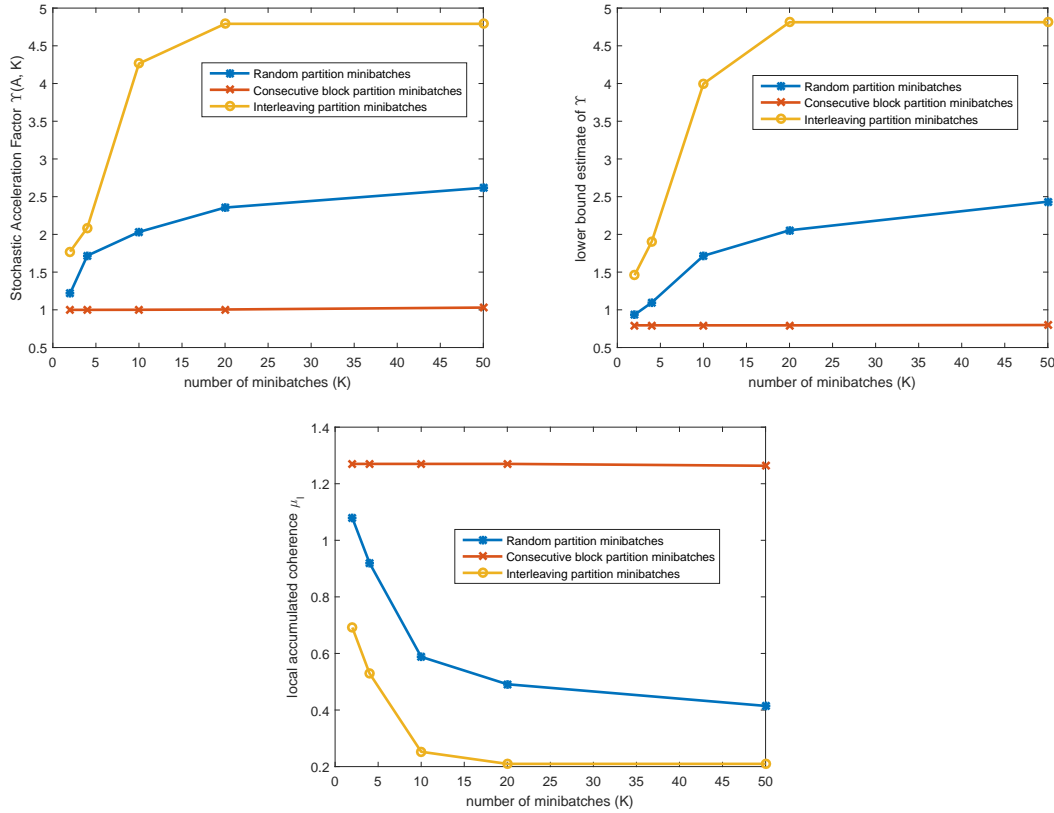 Stochastic Acceleration Factor ϒ(A, K)
5
4.5
4
3.5
3
2.5
2
1.5
1
0.5
Random partition minibatches
Consecutive block partition minibatches
Interleaving partition minibatches
0 5 10 15 20 25 30 35 40 45 50
number of minibatches (K)
lower bound estimate of ϒ
5
4.5
4
3.5
3
2.5
2
1.5
1
0.5
Random partition minibatches
Consecutive block partition minibatches
Interleaving partition minibatches
0 5 10 15 20 25 30 35 40 45 50
number of minibatches (K)
local accumulated coherence μ_l
1.4
1.2
1
0.8
0.6
0.4
0.2
Random partition minibatches
Consecutive block partition minibatches
Interleaving partition minibatches
0 5 10 15 20 25 30 35 40 45 50
number of minibatches (K)